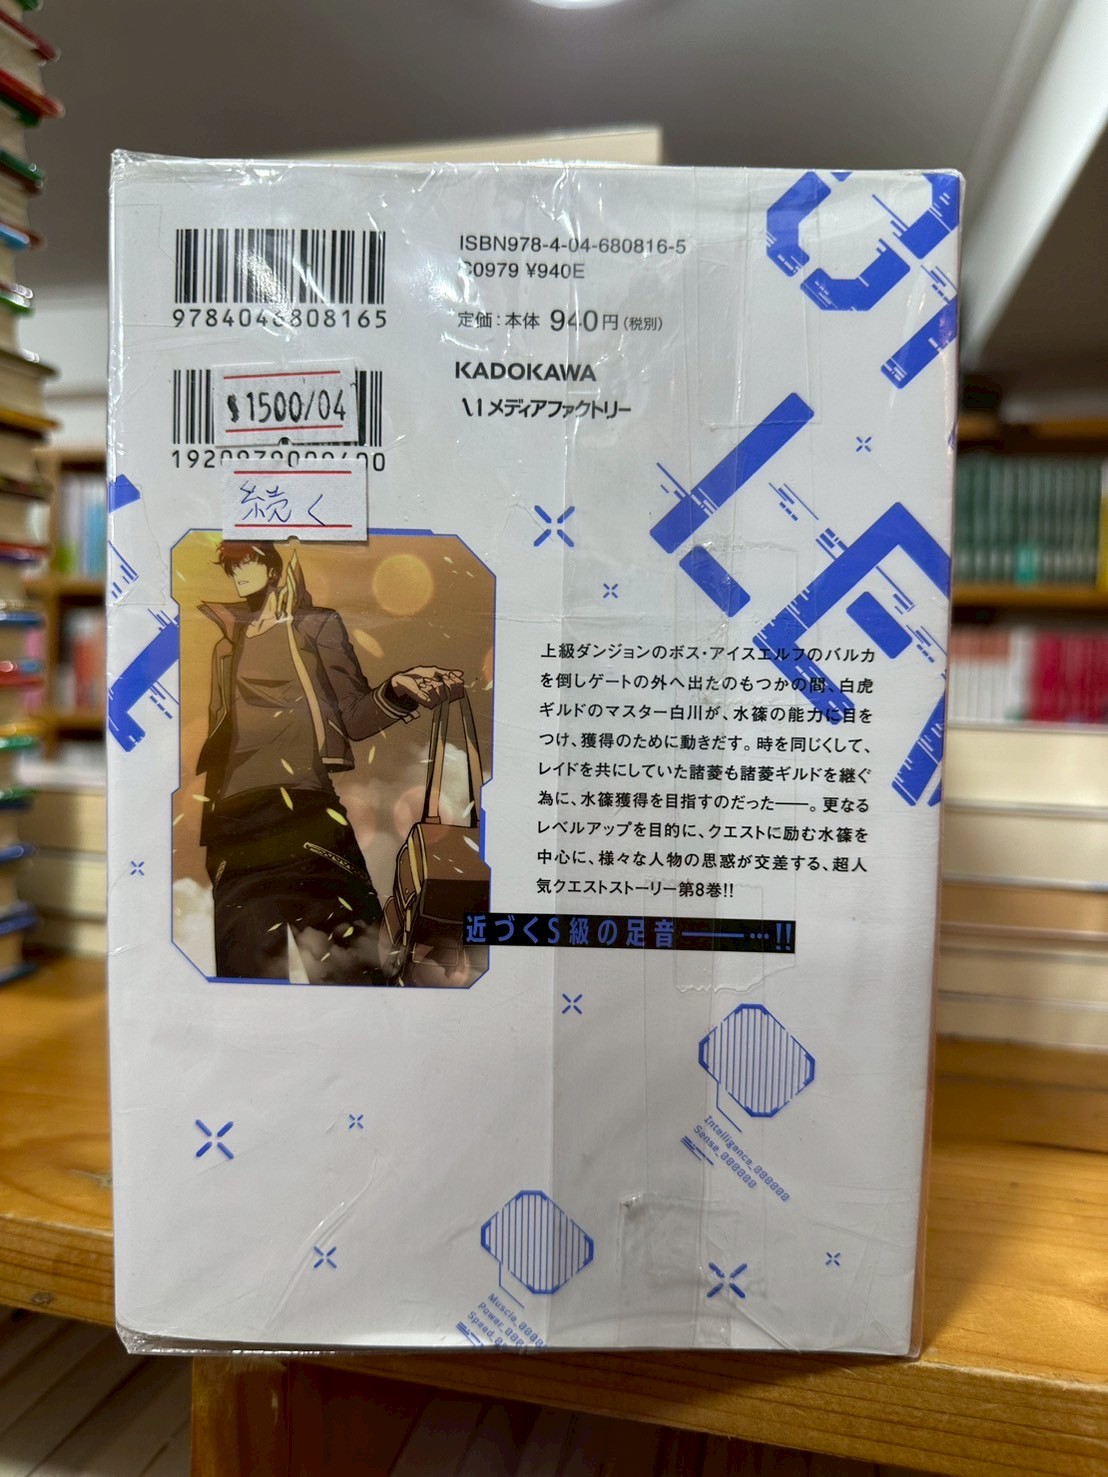 ISBN978-4-04-680816-5
C0979 ¥940E
9784046808165
定価:本体 940円(税別)
KADOKAWA
メディアファクトリー
$1500/04
続く
上級ダンジョンのボス・アイスエルフのバルカ
を倒しゲートの外へ出たのもつかの間、白虎
ギルドのマスター白川が、水篠の能力に目を
つけ、獲得のために動きだす。時を同じくして、
レイドを共にしていた諸菱も諸菱ギルドを継ぐ
為に、水篠獲得を目指すのだった――。更なる
レベルアップを目的に、クエストに励む水篠を
中心に、様々な人物の思惑が交差する、超人
気クエストストーリー第8巻!!
近づくS級の足音――…!!
Intelligence_000000
Sense_000000
Muscle_0000
Power_000
Speed_0